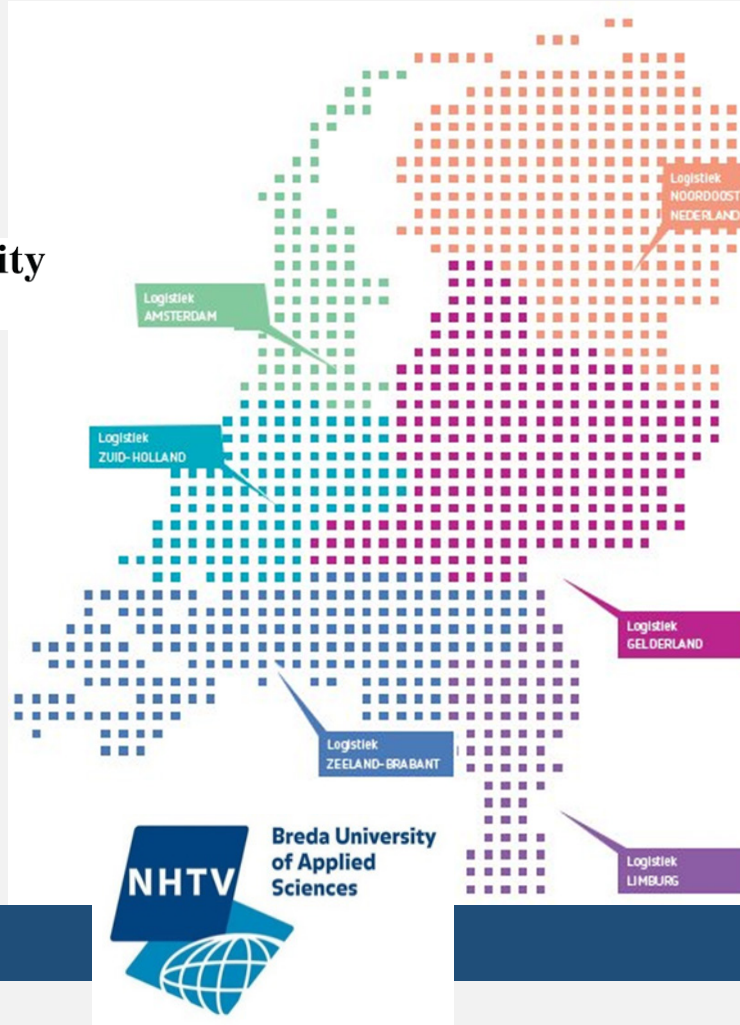 Logistiek
NOORDOOST
NEDERLAND
ity
Logistiek
AMSTERDAM
Logistiek
ZUID-HOLLAND
Logistiek
GELDERLAND
Logistiek
ZEELAND-BRABANT
Logistiek
LIMBURG
NHTV
Breda University
of Applied
Sciences